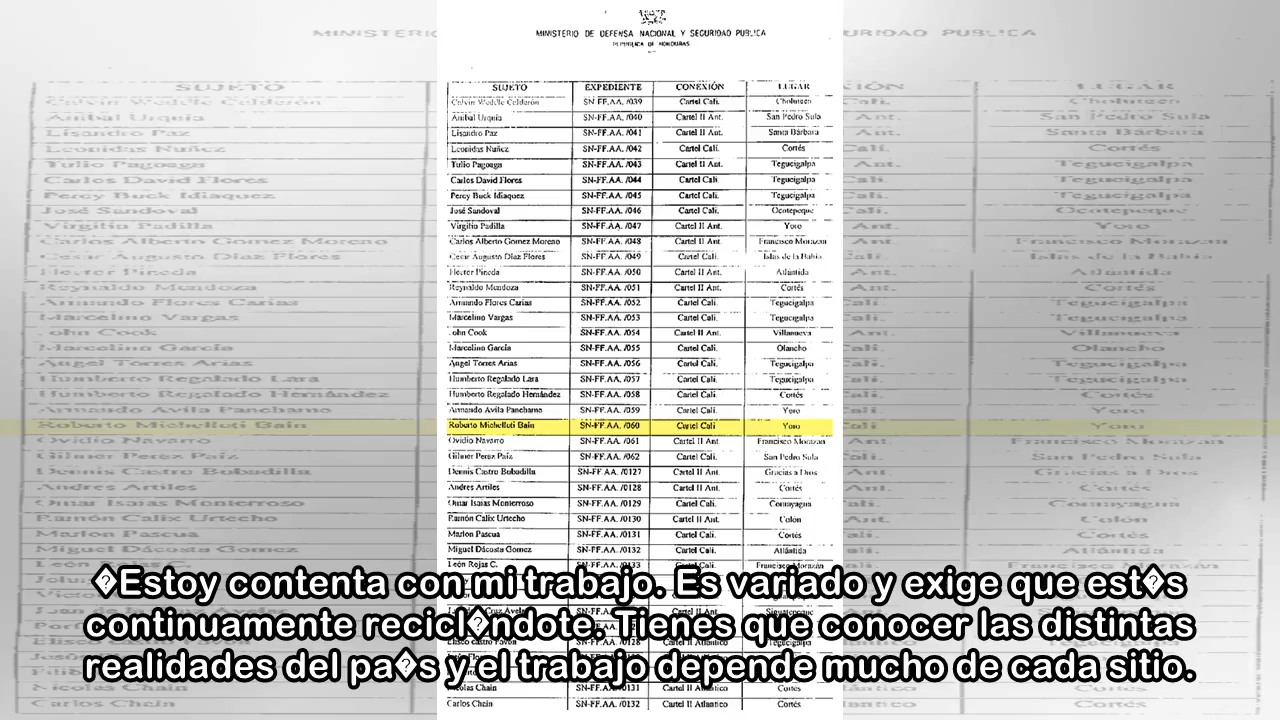 MINISTERIO DE DEFENSA NACIONAL Y SEGURIDAD PUBLICA
REPUBLICA DE HONDURAS
SUJETO EXPEDIENTE CONEXIÓN LUGAR
Calvin Weddle Calderón SN-FF.AA. /039 Cartel Cali. Choluteca
Anibal Urquia SN-FF.AA. /040 Cartel II Ant. San Pedro Sula
Lisandro Paz SN-FF.AA. /041 Cartel II Ant. Santa Bárbara
Leonidas Nuñez SN-FF.AA. /042 Cartel Cali. Cortés
Tulio Pagoaga SN-FF.AA. /043 Cartel II Ant. Tegucigalpa
Carlos David Flores SN-FF.AA. /044 Cartel Cali. Tegucigalpa
Percy Buck Idiaquez SN-FF.AA. /045 Cartel Cali. Tegucigalpa
José Sandoval SN-FF.AA. /046 Cartel Cali. Ocotepeque
Virgitio Padilla SN-FF.AA. /047 Cartel II Ant. Yoro
Carlos Alberto Gomez Moreno SN-FF.AA. /048 Cartel II Ant. Francisco Morazán
Cesar Augusto Diaz Flores SN-FF.AA. /049 Cartel Cali. Islas de la Bahia
Hector Pineda SN-FF.AA. /050 Cartel II Ant. Atlántida
Reynaldo Mendoza SN-FF.AA. /051 Cartel II Ant. Cortés
Armando Flores Carias SN-FF.AA. /052 Cartel Cali. Tegucigalpa
Marcelino Vargas SN-FF.AA. /053 Cartel Cali. Tegucigalpa
John Cook SN-FF.AA. /054 Cartel II Ant. Villanueva
Marcelino García SN-FF.AA. /055 Cartel Cali. Olancho
Angel Torres Arias SN-FF.AA. /056 Cartel Cali. Tegucigalpa
Humberto Regalado Lara SN-FF.AA. /057 Cartel Cali. Tegucigalpa
Humberto Regalado Hernández SN-FF.AA. /058 Cartel Cali. Cortés
Armando Avila Panchamo SN-FF.AA. /059 Cartel Cali. Yoro
Roberto Michelleti Bain SN-FF.AA. /060 Cartel Cali Yoro
Ovidio Navarro SN-FF.AA. /061 Cartel II Ant. Francisco Morazán
Gilmer Perez Paiz SN-FF.AA. /062 Cartel Cali. San Pedro Sula
Dennis Castro Bobadilla SN-FF.AA. /0127 Cartel II Ant. Gracias a Dios
Andres Artiles SN-FF.AA. /0128 Cartel II Ant. Cortés
Omar Isaias Monterroso SN-FF.AA. /0129 Cartel Cali. Comayagua
Ramón Calix Urtecho SN-FF.AA. /0130 Cartel II Ant. Colon
Marlon Pascua SN-FF.AA. /0131 Cartel Cali. Cortés
Miguel Dácosta Gomez SN-FF.AA. /0132 Cartel Cali. Atlántida
León Rojas C. Cartel Cali. Francisco Morazán
�Estoy contenta con mi trabajo. Es variado y exige que est�s
continuamente recicl�ndote. Tienes que conocer las distintas
realidades del pa�s y el trabajo depende mucho de cada sitio.
Nicolas Chain SN-FF.AA. /0131 Cartel II Atlantico Cortés
Carlos Chein SN-FF.AA. /0132 Cartel II Atlantico Cortés